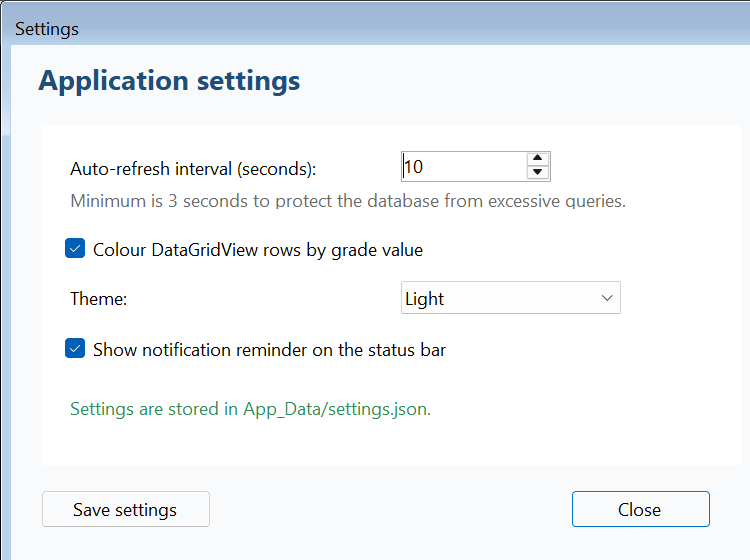 Settings
Application settings
Auto-refresh interval (seconds): 10
Minimum is 3 seconds to protect the database from excessive queries.
Colour DataGridView rows by grade value
Theme: Light
Show notification reminder on the status bar
Settings are stored in App_Data/settings.json.
Save settings Close